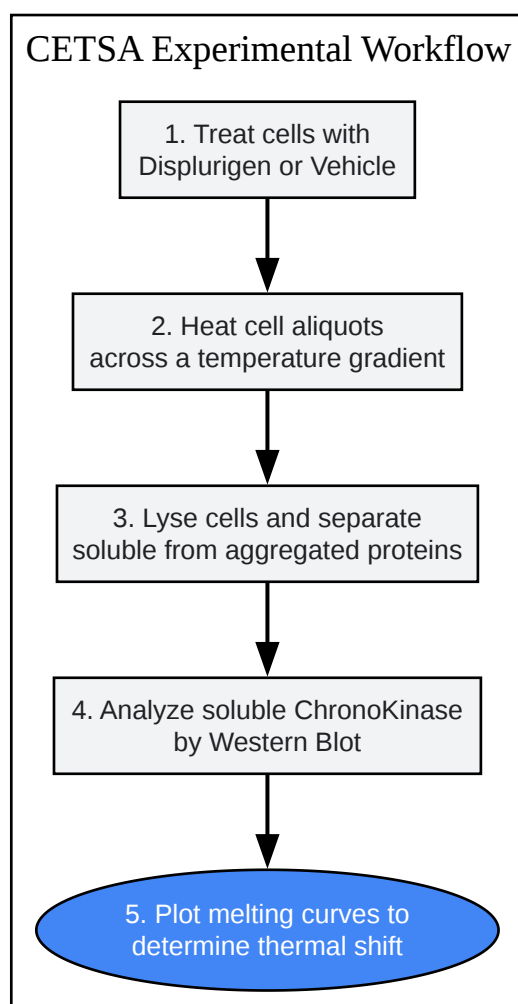 CETSA Experimental Workflow
1. Treat cells with
Displurigen or Vehicle
2. Heat cell aliquots
across a temperature gradient
3. Lyse cells and separate
soluble from aggregated proteins
4. Analyze soluble ChronoKinase
by Western Blot
5. Plot melting curves to
determine thermal shift